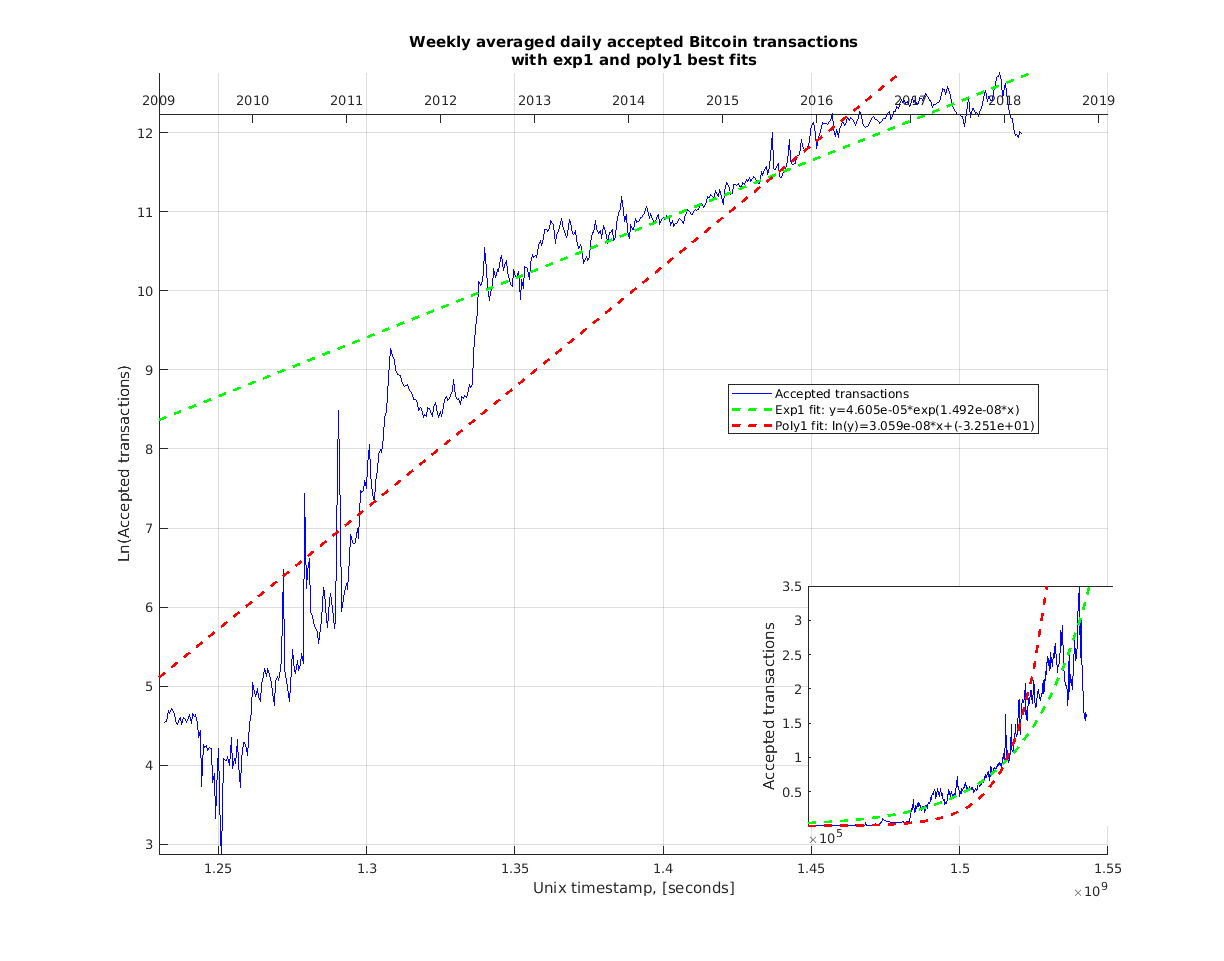 Weekly averaged daily accepted Bitcoin transactions
with exp1 and poly1 best fits
2009 2010 2011 2012 2013 2014 2015 2016 2017 2018 2019
12
11
10
9
8
7
6
5
4
3
Ln(Accepted transactions)
Accepted transactions
Exp1 fit: y=4.605e-05*exp(1.492e-08*x)
Poly1 fit: ln(y)=3.059e-08*x+(-3.251e+01)
3.5
3
2.5
2
1.5
1
0.5
Accepted transactions
×10⁵
1.25 1.3 1.35 1.4 1.45 1.5 1.55
Unix timestamp, [seconds]
×10⁹